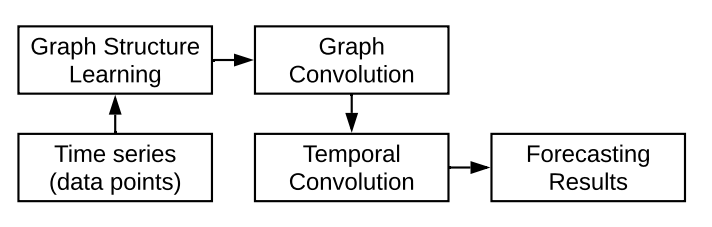 Graph Structure
Learning
Graph
Convolution
Time series
(data points)
Temporal
Convolution
Forecasting
Results